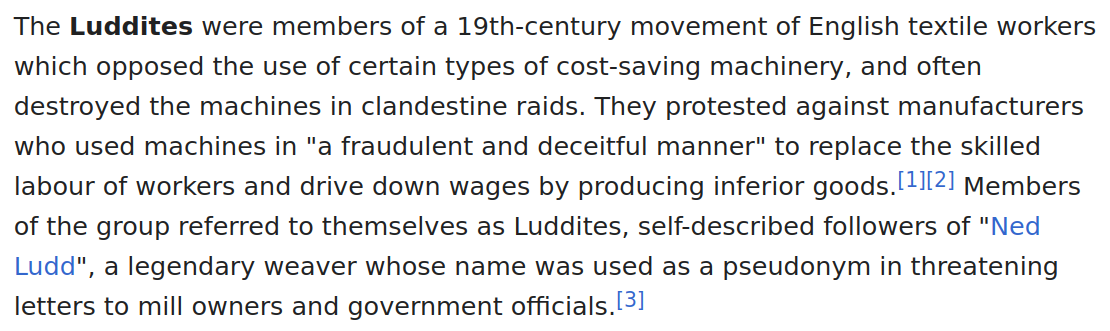 The Luddites were members of a 19th-century movement of English textile workers
which opposed the use of certain types of cost-saving machinery, and often
destroyed the machines in clandestine raids. They protested against manufacturers
who used machines in "a fraudulent and deceitful manner" to replace the skilled
labour of workers and drive down wages by producing inferior goods.[1][2] Members
of the group referred to themselves as Luddites, self-described followers of "Ned
Ludd", a legendary weaver whose name was used as a pseudonym in threatening
letters to mill owners and government officials.[3]